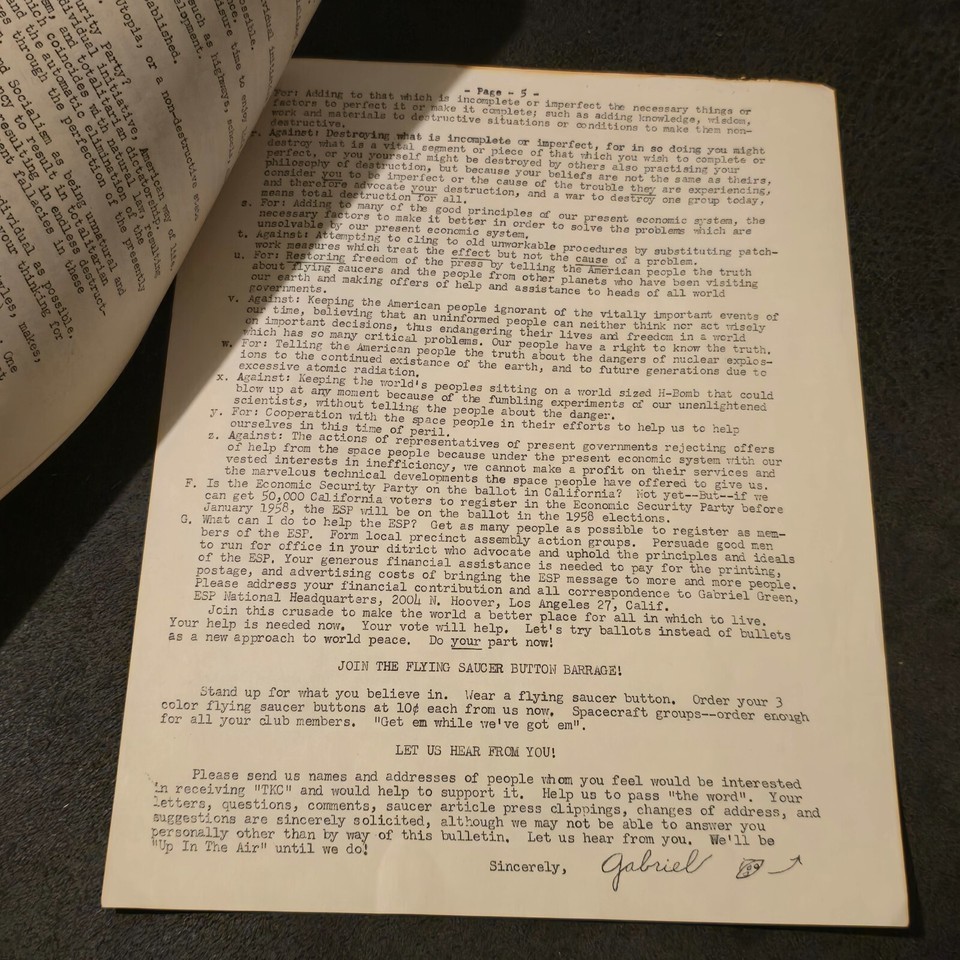 - Page - 5 -
For: Adding to that which is incomplete or imperfect the necessary things or
factors to perfect it or make it complete; such as adding knowledge, wisdom,
work and materials to destructive situations or conditions to make them non-
destructive.
r. Against: Destroying what is incomplete or imperfect, for in so doing you might
destroy what is a vital segment or piece of that which you wish to complete or
perfect, or you yourself might be destroyed by others also practising your
philosophy of destruction, but because your beliefs are not the same as theirs,
consider you to be imperfect or the cause of the trouble they are experiencing,
and therefore advocate your destruction, and a war to destroy one group today,
means total dectruction for all.
s. For: Adding to many of the good principles of our present economic system, the
necessary factors to make it better in order to solve the problems which are
unsolvable by our present economic system.
t. Against: Attempting to cling to old unworkable procedures by substituting patch-
work measures which treat the effect but not the cause of a problem.
u. For: Restoring freedom of the press by telling the American people the truth
about flying saucers and the people from other planets who have been visiting
our earth and making offers of help and assistance to heads of all world
governments.
v. Against: Keeping the American people ignorant of the vitally important events of
our time, believing that an uninformed people can neither think nor act wisely
on important decisions, thus endangering their lives and freedom in a world
which has so many critical problems. Our people have a right to know the truth.
w. For: Telling the American people the truth about the dangers of nuclear explos-
ions to the continued existance of the earth, and to future generations due to
excessive atomic radiation.
x. Against: Keeping the world's peoples sitting on a world sized H-Bomb that could
blow up at any moment because of the fumbling experiments of our unenlightened
scientists, without telling the people about the danger.
y. For: Cooperation with the space people in their efforts to help us to help
ourselves in this time of peril.
z. Against: The actions of representatives of present governments rejecting offers
of help from the space people because under the present economic system with our
vested interests in inefficiency, we cannot make a profit on their services and
the marvelous technical developments the space people have offered to give us.
F. Is the Economic Security Party on the ballot in California? Not yet--But--if we
can get 50,000 California voters to register in the Economic Security Party before
January 1958, the ESP will be on the ballot in the 1958 elections.
G. What can I do to help the ESP? Get as many people as possible to register as mem-
bers of the ESP. Form local precinct assembly action groups. Persuade good men
to run for office in your ditrict who advocate and uphold the principles and ideals
of the ESP. Your generous financial assistance is needed to pay for the printing,
postage, and advertising costs of bringing the ESP message to more and more people.
Please address your financial contribution and all correspondence to Gabriel Green,
ESP National Headquarters, 2004 N. Hoover, Los Angeles 27, Calif.
Join this crusade to make the world a better place for all in which to live.
Your help is needed now. Your vote will help. Let's try ballots instead of bullets
as a new approach to world peace. Do your part now!
JOIN THE FLYING SAUCER BUTTON BARRAGE!
Stand up for what you believe in. Wear a flying saucer button. Order your 3
color flying saucer buttons at 10¢ each from us now. Spacecraft groups--order enough
for all your club members. "Get em while we've got em".
LET US HEAR FROM YOU!
Please send us names and addresses of people whom you feel would be interested
in receiving "TKC" and would help to support it. Help us to pass "the word". Your
letters, questions, comments, saucer article press clippings, changes of address, and
suggestions are sincerely solicited, although we may not be able to answer you
personally other than by way of this bulletin. Let us hear from you. We'll be
"Up In The Air" until we do!
Sincerely, Gabriel